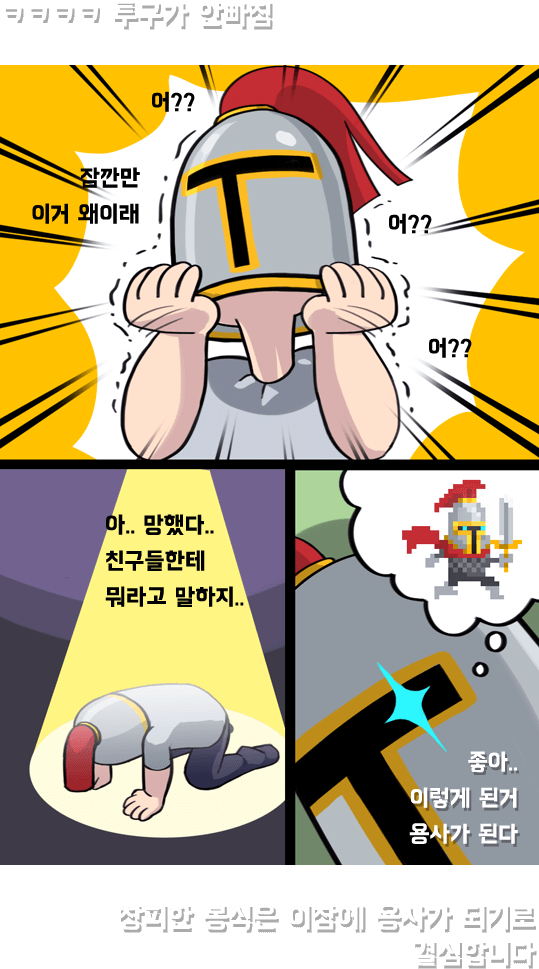 ㅋㅋㅋㅋ 투구가 안빠짐
어??
잠깐만
이거 왜이래
어??
어??
아.. 망했다..
친구들한테
뭐라고 말하지..
좋아..
이렇게 된거
용사가 된다
창피한 봉식은 이참에 용사가 되기로
결심합니다